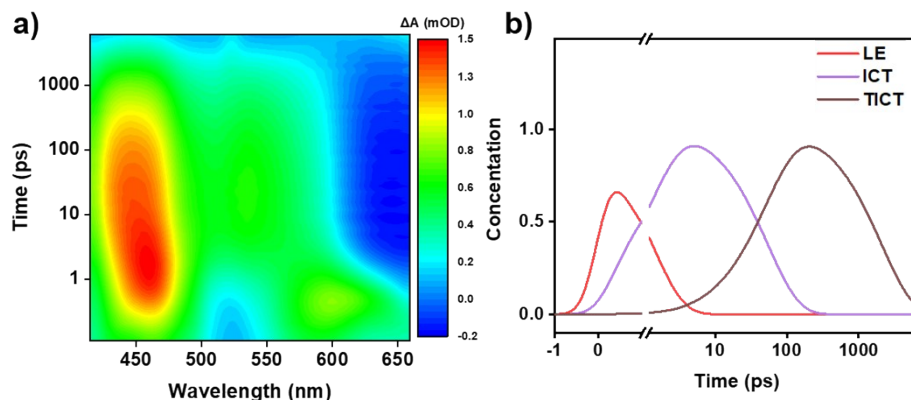 a)
ΔA (mOD)
1.5
1.3
1.0
0.8
0.6
0.4
0.2
0.0
-0.2
1000
100
10
1
Time (ps)
450 500 550 600 650
Wavelength (nm)
b)
LE
ICT
TICT
1.0
0.5
0.0
Concentation
-1 0 10 100 1000
Time (ps)